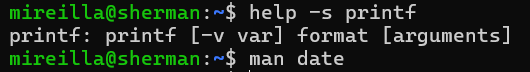 mireilla@sherman:~$ help -s printf
printf: printf [-v var] format [arguments]
mireilla@sherman:~$ man date